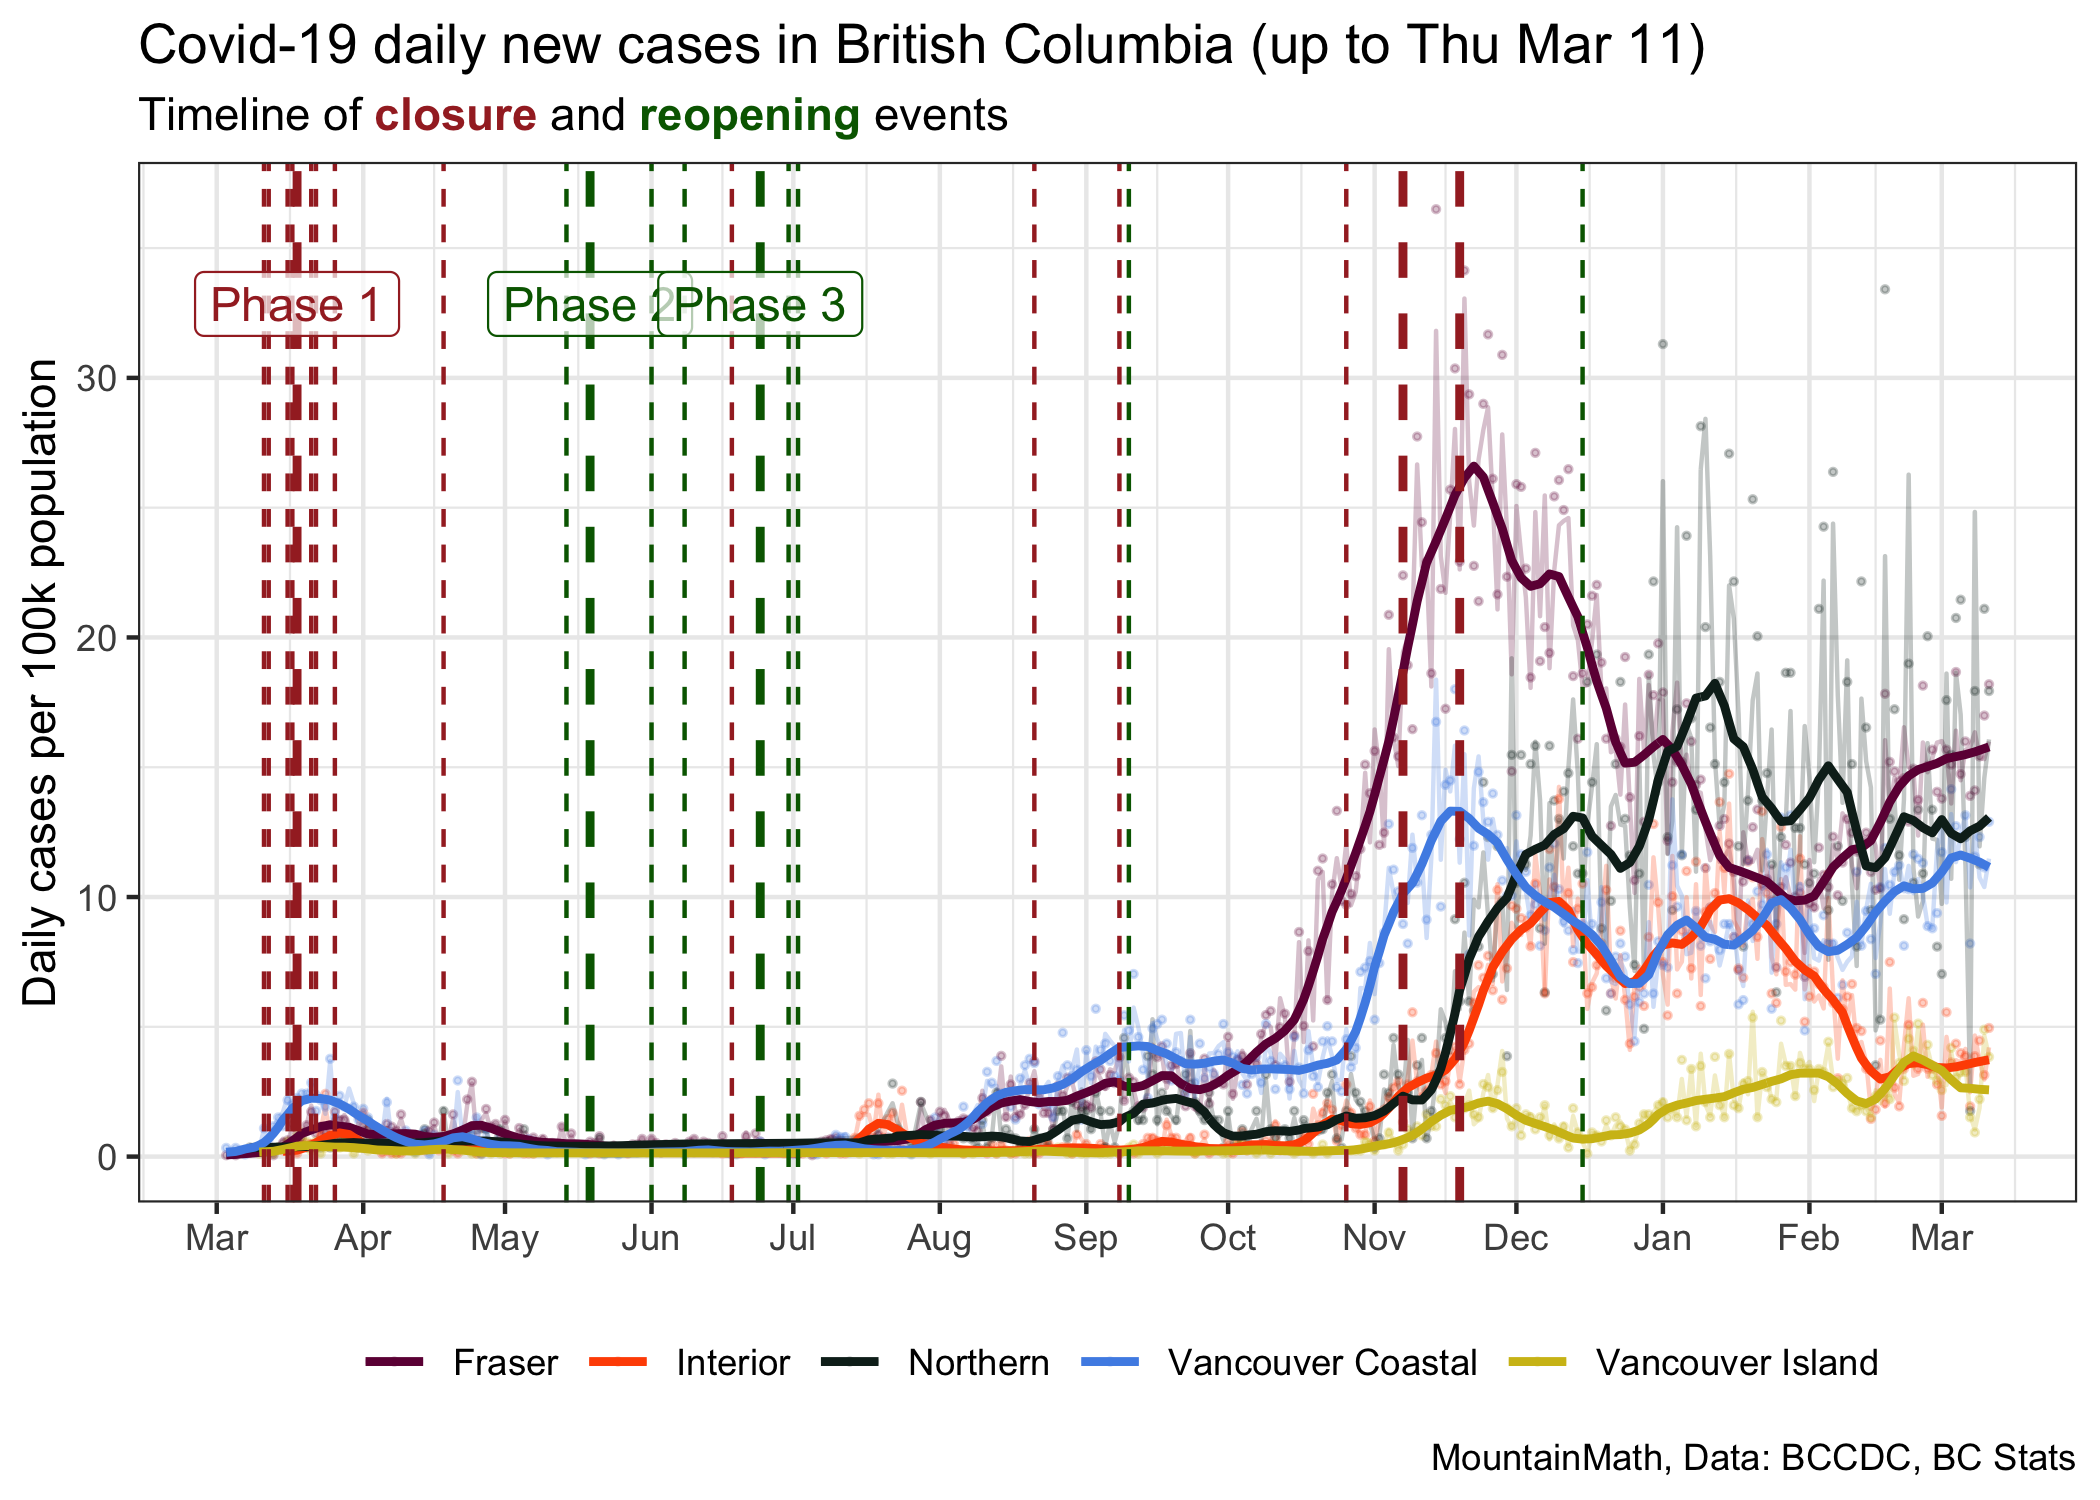 Covid-19 daily new cases in British Columbia (up to Thu Mar 11)
Timeline of closure and reopening events
Phase 1
Phase 2
Phase 3
Daily cases per 100k population
30
20
10
0
Mar Apr May Jun Jul Aug Sep Oct Nov Dec Jan Feb Mar
Fraser Interior Northern Vancouver Coastal Vancouver Island
MountainMath, Data: BCCDC, BC Stats